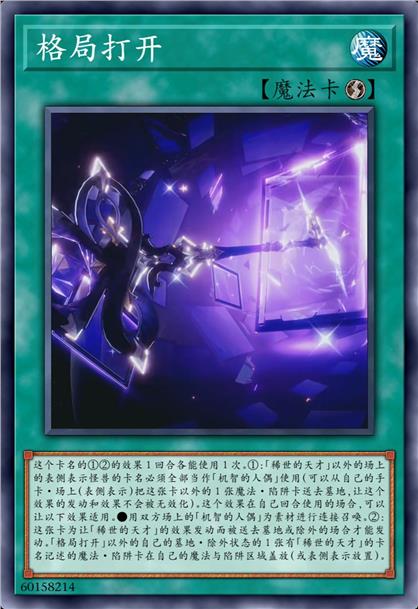 格局打开
魔
【魔法卡】
这个卡名的①②的效果1回合各能使用1次。①:「稀世的天才」以外的场上
的表侧表示怪兽的卡名必须全部当作「机智的人偶」使用(可以从自己的手
卡·场上(表侧表示)把这张卡以外的1张魔法·陷阱卡送去墓地,让这个
效果的发动和效果不会被无效化)。这个效果在自己回合使用的场合,可
以让以下效果适用。●用双方场上的「机智的人偶」为素材进行连接召唤。②:
这张卡为让「稀世的天才」的效果发动而被送去墓地或除外的场合才能发
动。「格局打开」以外的自己的墓地·除外状态的1张有「稀世的天才」的卡
名记述的魔法·陷阱卡在自己的魔法与陷阱区域盖放(或表侧表示放置)。
60158214